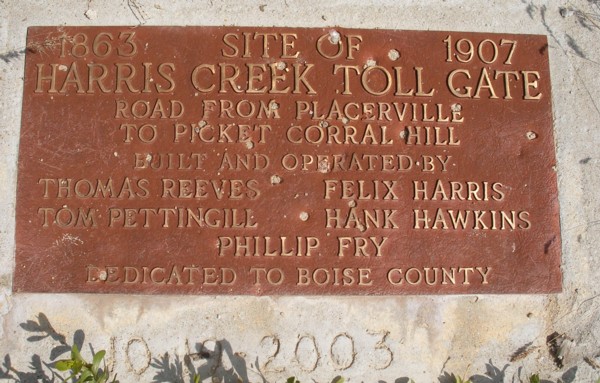 1863 SITE OF 1907
HARRIS CREEK TOLL GATE
ROAD FROM PLACERVILLE
TO PICKET CORRAL HILL
BUILT AND OPERATED BY
THOMAS REEVES FELIX HARRIS
TOM PETTINGILL HANK HAWKINS
PHILLIP FRY
DEDICATED TO BOISE COUNTY
10 2003